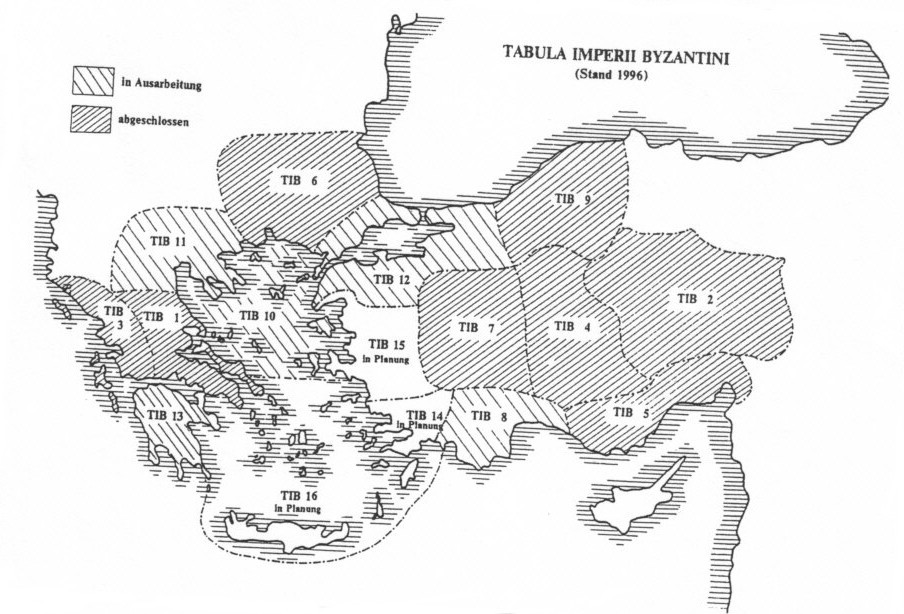 TABULA IMPERII BYZANTINI
(Stand 1996)
in Ausarbeitung
abgeschlossen
TIB 6
TIB 9
TIB 11
TIB 12
TIB 2
TIB 3
TIB 1
TIB 10
TIB 7
TIB 4
TIB 15
in Planung
TIB 13
TIB 14
in Planung
TIB 8
TIB 5
TIB 16
in Planung